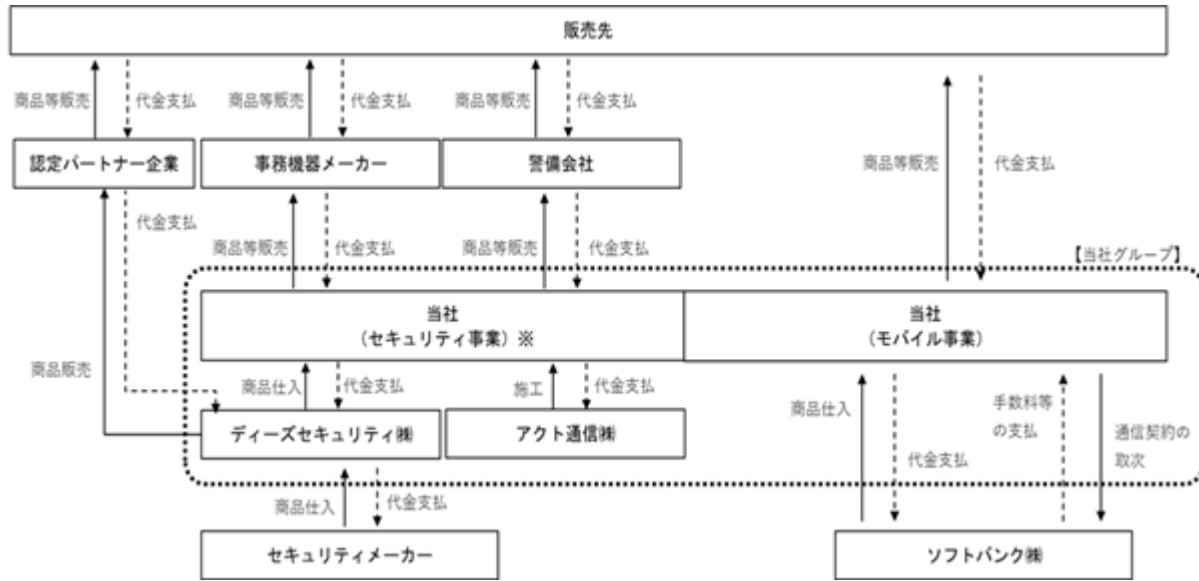 販売先
商品等販売
代金支払
商品等販売
代金支払
商品等販売
代金支払
商品等販売
代金支払
認定パートナー企業
事務機器メーカー
警備会社
代金支払
商品等販売
代金支払
商品等販売
代金支払
【当社グループ】
当社
(セキュリティ事業)※
当社
(モバイル事業)
商品販売
商品仕入
代金支払
施工
代金支払
商品仕入
代金支払
手数料等
の支払
通信契約の
取次
ディーズセキュリティ㈱
アクト通信㈱
商品仕入
代金支払
セキュリティメーカー
ソフトバンク㈱